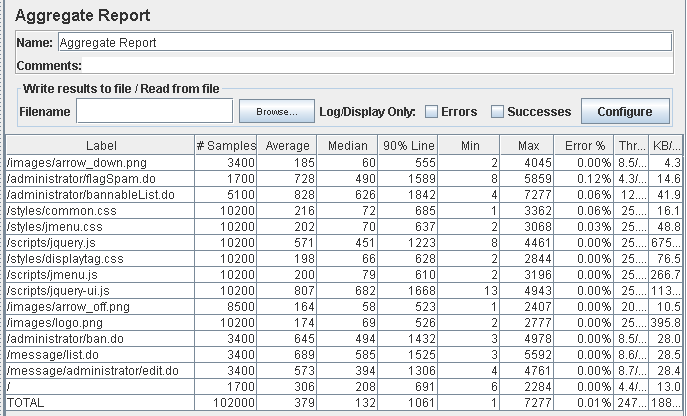 Aggregate Report
Name: Aggregate Report
Comments:
Write results to file / Read from file
Filename Browse... Log/Display Only: Errors Successes Configure
Label # Samples Average Median 90% Line Min Max Error % Thr... KB/...
/images/arrow_down.png 3400 185 60 555 2 4045 0.00% 8.5/... 4.3
/administrator/flagSpam.do 1700 728 490 1589 8 5859 0.12% 4.3/... 14.6
/administrator/bannableList.do 5100 828 626 1842 4 7277 0.06% 12.... 41.9
/styles/common.css 10200 216 72 685 1 3362 0.06% 25.... 16.1
/styles/jmenu.css 10200 202 70 637 2 3068 0.03% 25.... 48.8
/scripts/jquery.js 10200 571 451 1223 8 4461 0.00% 25.... 675...
/styles/displaytag.css 10200 198 66 628 2 2844 0.00% 25.... 76.5
/scripts/jmenu.js 10200 200 79 610 2 3196 0.00% 25.... 266.7
/scripts/jquery-ui.js 10200 807 682 1668 13 4943 0.00% 25.... 113...
/images/arrow_off.png 8500 164 58 523 1 2407 0.00% 20.... 10.5
/images/logo.png 10200 174 69 526 2 2777 0.00% 25.... 395.8
/administrator/ban.do 3400 645 494 1432 3 4978 0.00% 8.5/... 28.0
/message/list.do 3400 689 585 1525 3 5592 0.00% 8.6/... 28.5
/message/administrator/edit.do 3400 573 394 1306 4 4761 0.00% 8.7/... 28.4
/ 1700 306 208 691 6 2284 0.00% 4.4/... 13.0
TOTAL 102000 379 132 1061 1 7277 0.01% 247... 188...